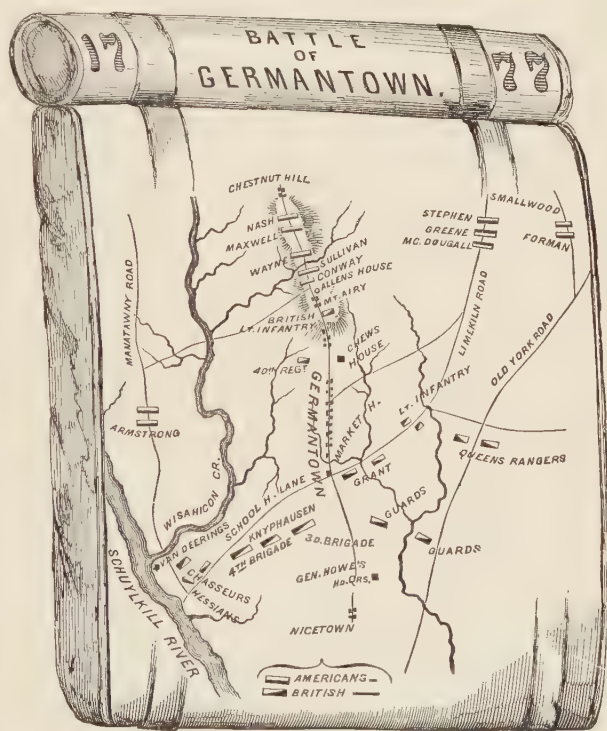 17 BATTLE 77
OF
GERMANTOWN.
CHESTNUT HILL
NASH
MAXWELL
WAYNE
SULLIVAN
CONWAY
ALLENS HOUSE
MT. AIRY
BRITISH
LT. INFANTRY
STEPHEN
GREENE
MC. DOUGALL
SMALLWOOD
FORMAN
MANATAWNY ROAD
LIMEKILN ROAD
OLD YORK ROAD
40TH REGT
CHEWS
HOUSE
GERMANTOWN
MARKET H.
LT. INFANTRY
ARMSTRONG
QUEENS RANGERS
WISAHICON CR.
SCHOOL H. LANE
GRANT
GUARDS
GUARDS
VAN DEERINGS
CHASSEURS
HESSIANS
KNYPHAUSEN
4TH BRIGADE
3D. BRIGADE
GEN. HOWE'S
HD. QRS.
SCHUYLKILL RIVER
NICETOWN
AMERICANS
BRITISH